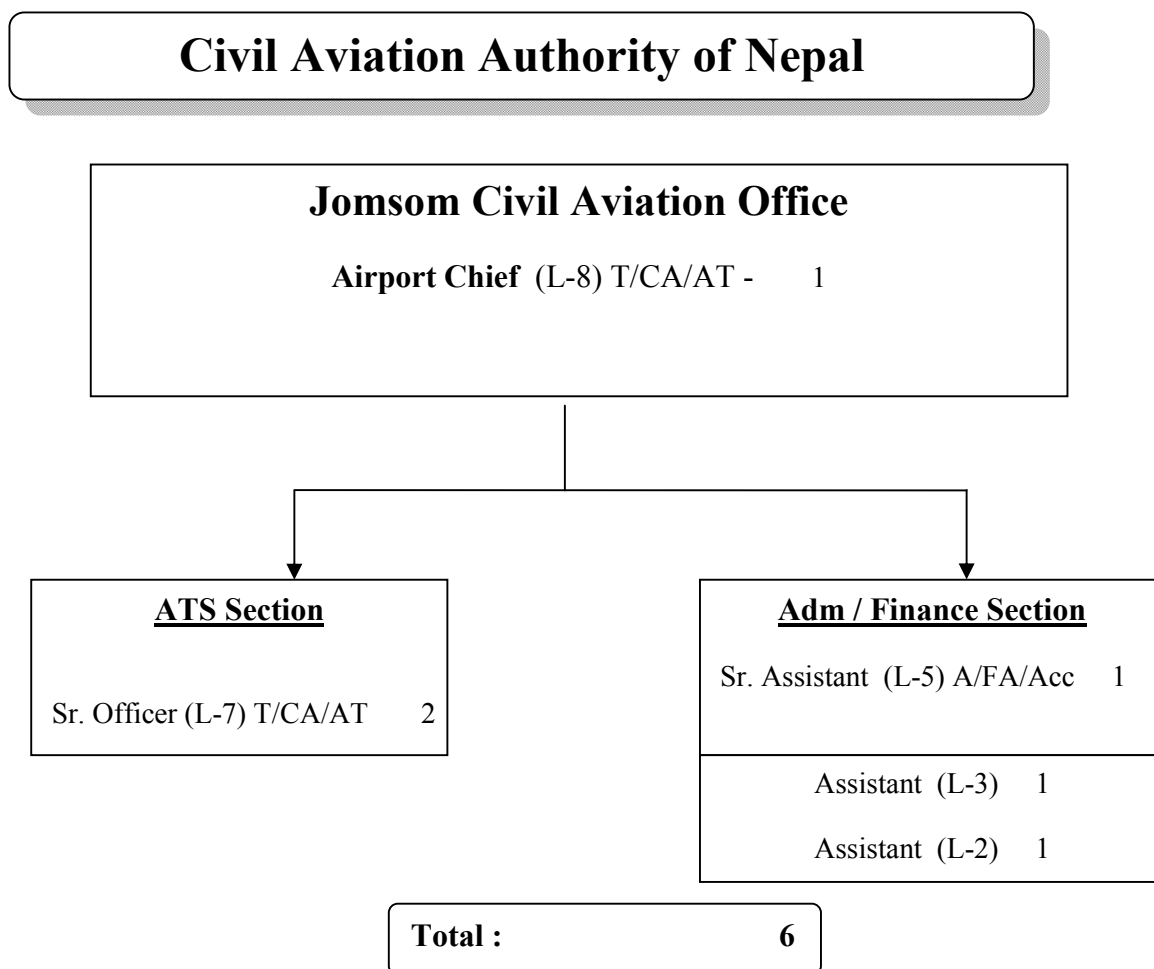 Civil Aviation Authority of Nepal
Jomsom Civil Aviation Office
Airport Chief (L-8) T/CA/AT - 1
ATS Section
Sr. Officer (L-7) T/CA/AT 2
Adm / Finance Section
Sr. Assistant (L-5) A/FA/Acc 1
Assistant (L-3) 1
Assistant (L-2) 1
Total : 6